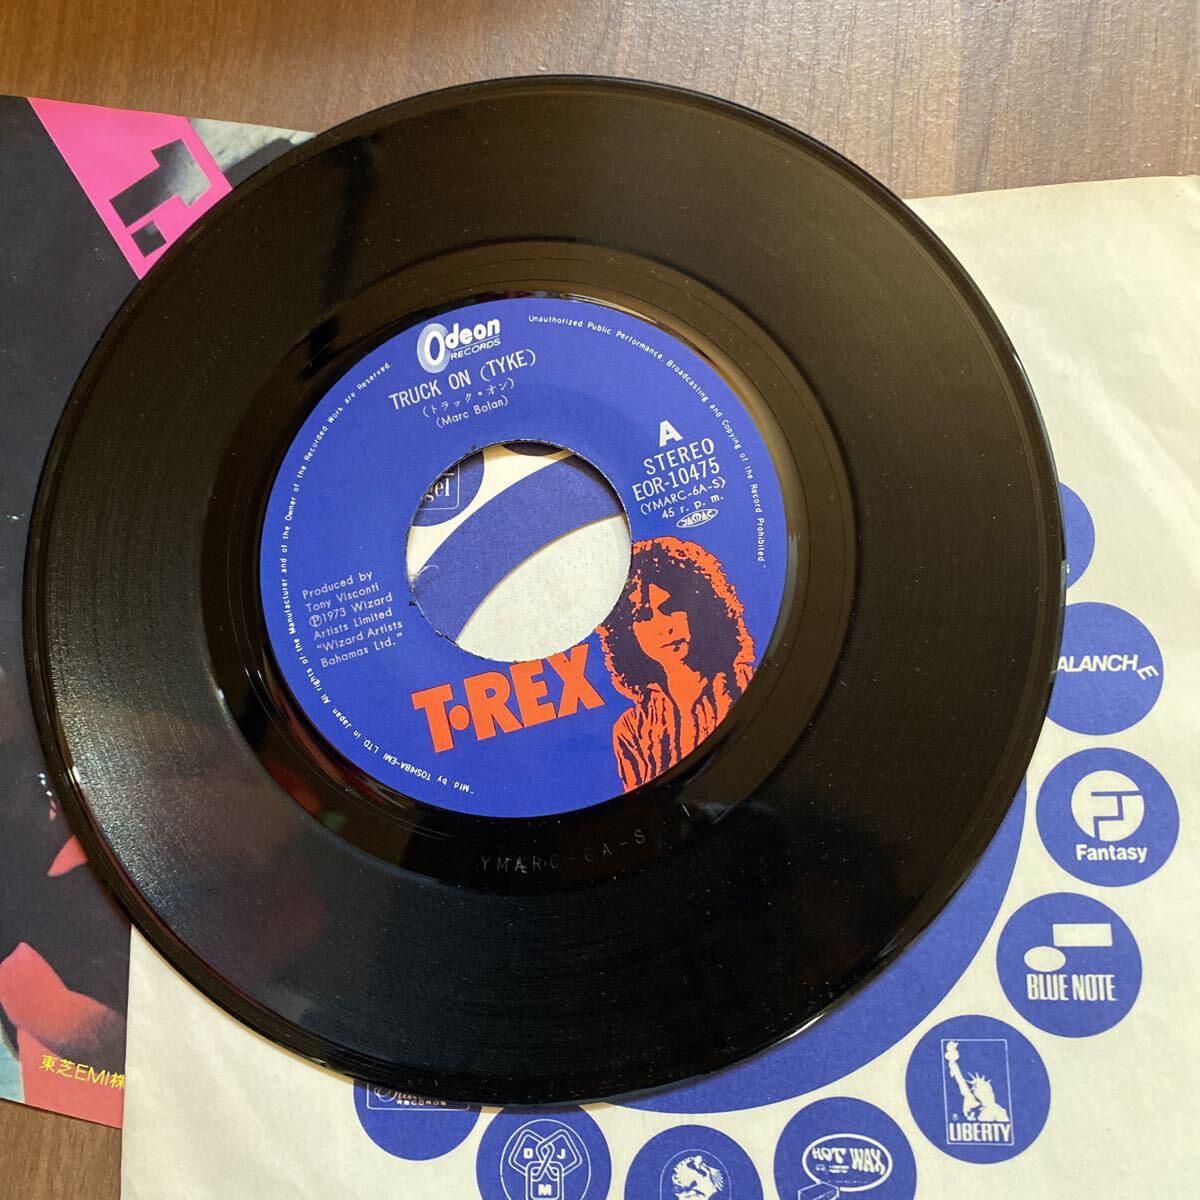 Odeon
RECORDS
TRUCK ON (TYKE)
(トラック・オン)
(Marc Bolan)
A
STEREO
EOR-10475
(YMARC-6A-S)
45 r. p. m.
JASRAC
Produced by
Tony Visconti
Ⓟ1973 Wizard
Artists Limited
"Wizard Artists
Bahamas Ltd."
T•REX
"Mfd by TOSHIBA-EMI LTD in Japan. All rights of the Manufacturer and of the Owner of the Recorded Work are Reserved. Unauthorized Public Performance, Broadcasting and Copying of the Record Prohibited."
YMARC-6A-S 1
gel
ALANCHE
Fantasy
BLUE NOTE
LIBERTY
HOT WAX
D J
M
RECORDS
東芝EMI株